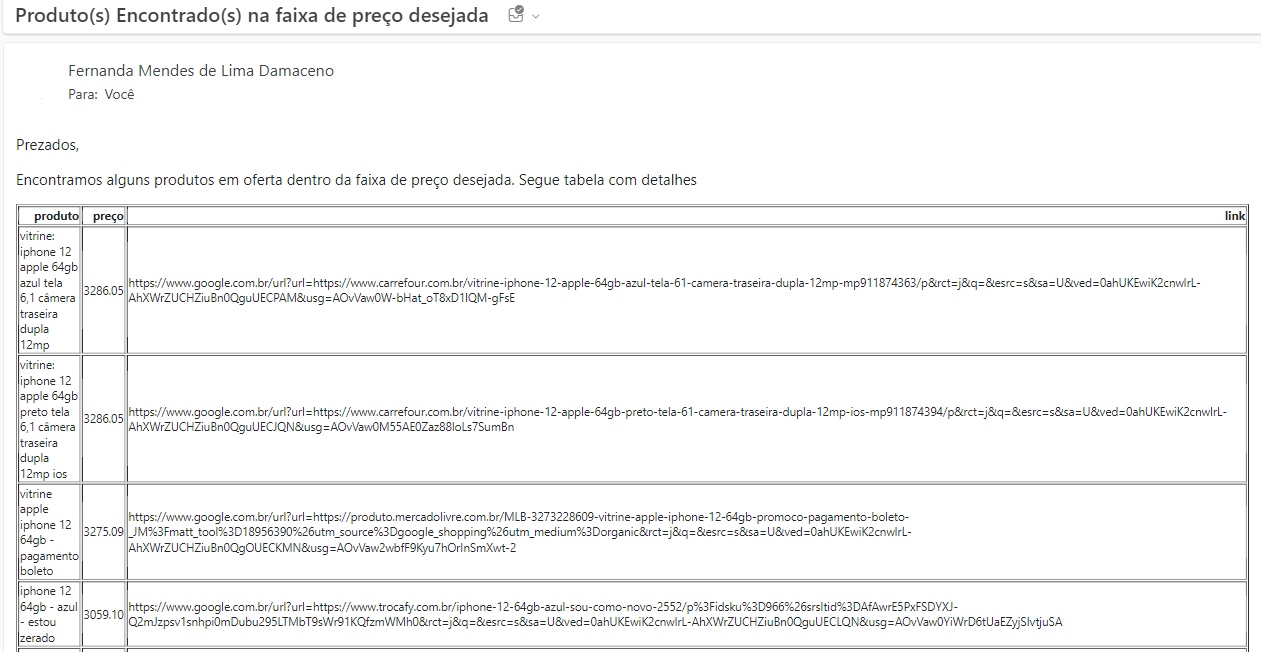 Produto(s) Encontrado(s) na faixa de preço desejada
Fernanda Mendes de Lima Damaceno
Para: Você
Prezados,
Encontramos alguns produtos em oferta dentro da faixa de preço desejada. Segue tabela com detalhes
produto preço link
vitrine:
iphone 12
apple 64gb
azul tela
6,1 câmera
traseira
dupla
12mp
3286.05
https://www.google.com.br/url?url=https://www.carrefour.com.br/vitrine-iphone-12-apple-64gb-azul-tela-61-camera-traseira-dupla-12mp-mp911874363/p&rct=j&q=&esrc=s&sa=U&ved=0ahUKEwiK2cnwlrL-
AhXWrZUCHZiuBn0QguUECPAM&usg=AOvVaw0W-bHat_oT8xD1lQM-gFsE
vitrine:
iphone 12
apple 64gb
preto tela
6,1 câmera
traseira
dupla
12mp ios
3286.05
https://www.google.com.br/url?url=https://www.carrefour.com.br/vitrine-iphone-12-apple-64gb-preto-tela-61-camera-traseira-dupla-12mp-ios-mp911874394/p&rct=j&q=&esrc=s&sa=U&ved=0ahUKEwiK2cnwlrL-
AhXWrZUCHZiuBn0QguUECJQN&usg=AOvVaw0M55AE0Zaz88loLs7SumBn
vitrine
apple
iphone 12
64gb -
pagamento
boleto
3275.09
https://www.google.com.br/url?url=https://produto.mercadolivre.com.br/MLB-3273228609-vitrine-apple-iphone-12-64gb-promoco-pagamento-boleto-
_JM%3Fmatt_tool%3D18956390%26utm_source%3Dgoogle_shopping%26utm_medium%3Dorganic&rct=j&q=&esrc=s&sa=U&ved=0ahUKEwiK2cnwlrL-
AhXWrZUCHZiuBn0QgOUECKMN&usg=AOvVaw2wbfF9Kyu7hOrInSmXwt-2
iphone 12
64gb - azul
- estou
zerado
3059.10
https://www.google.com.br/url?url=https://www.trocafy.com.br/iphone-12-64gb-azul-sou-como-novo-2552/p%3Fidsku%3D966%26srsltid%3DAfAwrE5PxFSDYXJ-
Q2mJzpsv1snhpi0mDubu295LTMbT9sWr91KQfzmWMh0&rct=j&q=&esrc=s&sa=U&ved=0ahUKEwiK2cnwlrL-AhXWrZUCHZiuBn0QguUECLQN&usg=AOvVaw0YiWrD6tUaEZyjSlvtjuSA